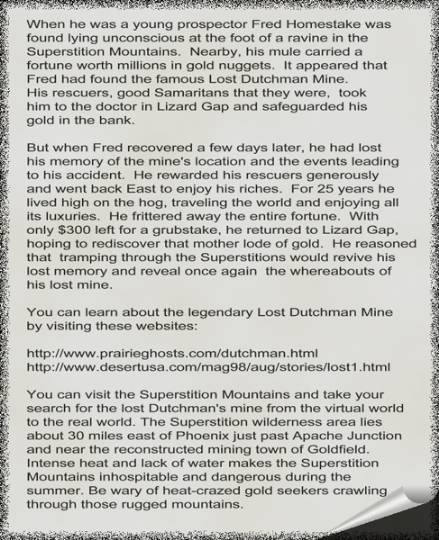 When he was a young prospector Fred Homestake was
found lying unconscious at the foot of a ravine in the
Superstition Mountains.  Nearby, his mule carried a
fortune worth millions in gold nuggets.  It appeared that
Fred had found the famous Lost Dutchman Mine.
His rescuers, good Samaritans that they were,  took
him to the doctor in Lizard Gap and safeguarded his
gold in the bank.

But when Fred recovered a few days later, he had lost
his memory of the mine's location and the events leading
to his accident.  He rewarded his rescuers generously
and went back East to enjoy his riches.  For 25 years he
lived high on the hog, traveling the world and enjoying all
its luxuries.  He frittered away the entire fortune.  With
only $300 left for a grubstake, he returned to Lizard Gap,
hoping to rediscover that mother lode of gold.  He reasoned
that  tramping through the Superstitions would revive his
lost memory and reveal once again  the whereabouts of
his lost mine.

You can learn about the legendary Lost Dutchman Mine
by visiting these websites:

http://www.prairieghosts.com/dutchman.html
http://www.desertusa.com/mag98/aug/stories/lost1.html

You can visit the Superstition Mountains and take your
search for the lost Dutchman's mine from the virtual world
to the real world. The Superstition wilderness area lies
about 30 miles east of Phoenix just past Apache Junction
and near the reconstructed mining town of Goldfield.
Intense heat and lack of water makes the Superstition
Mountains inhospitable and dangerous during the
summer. Be wary of heat-crazed gold seekers crawling
through those rugged mountains.